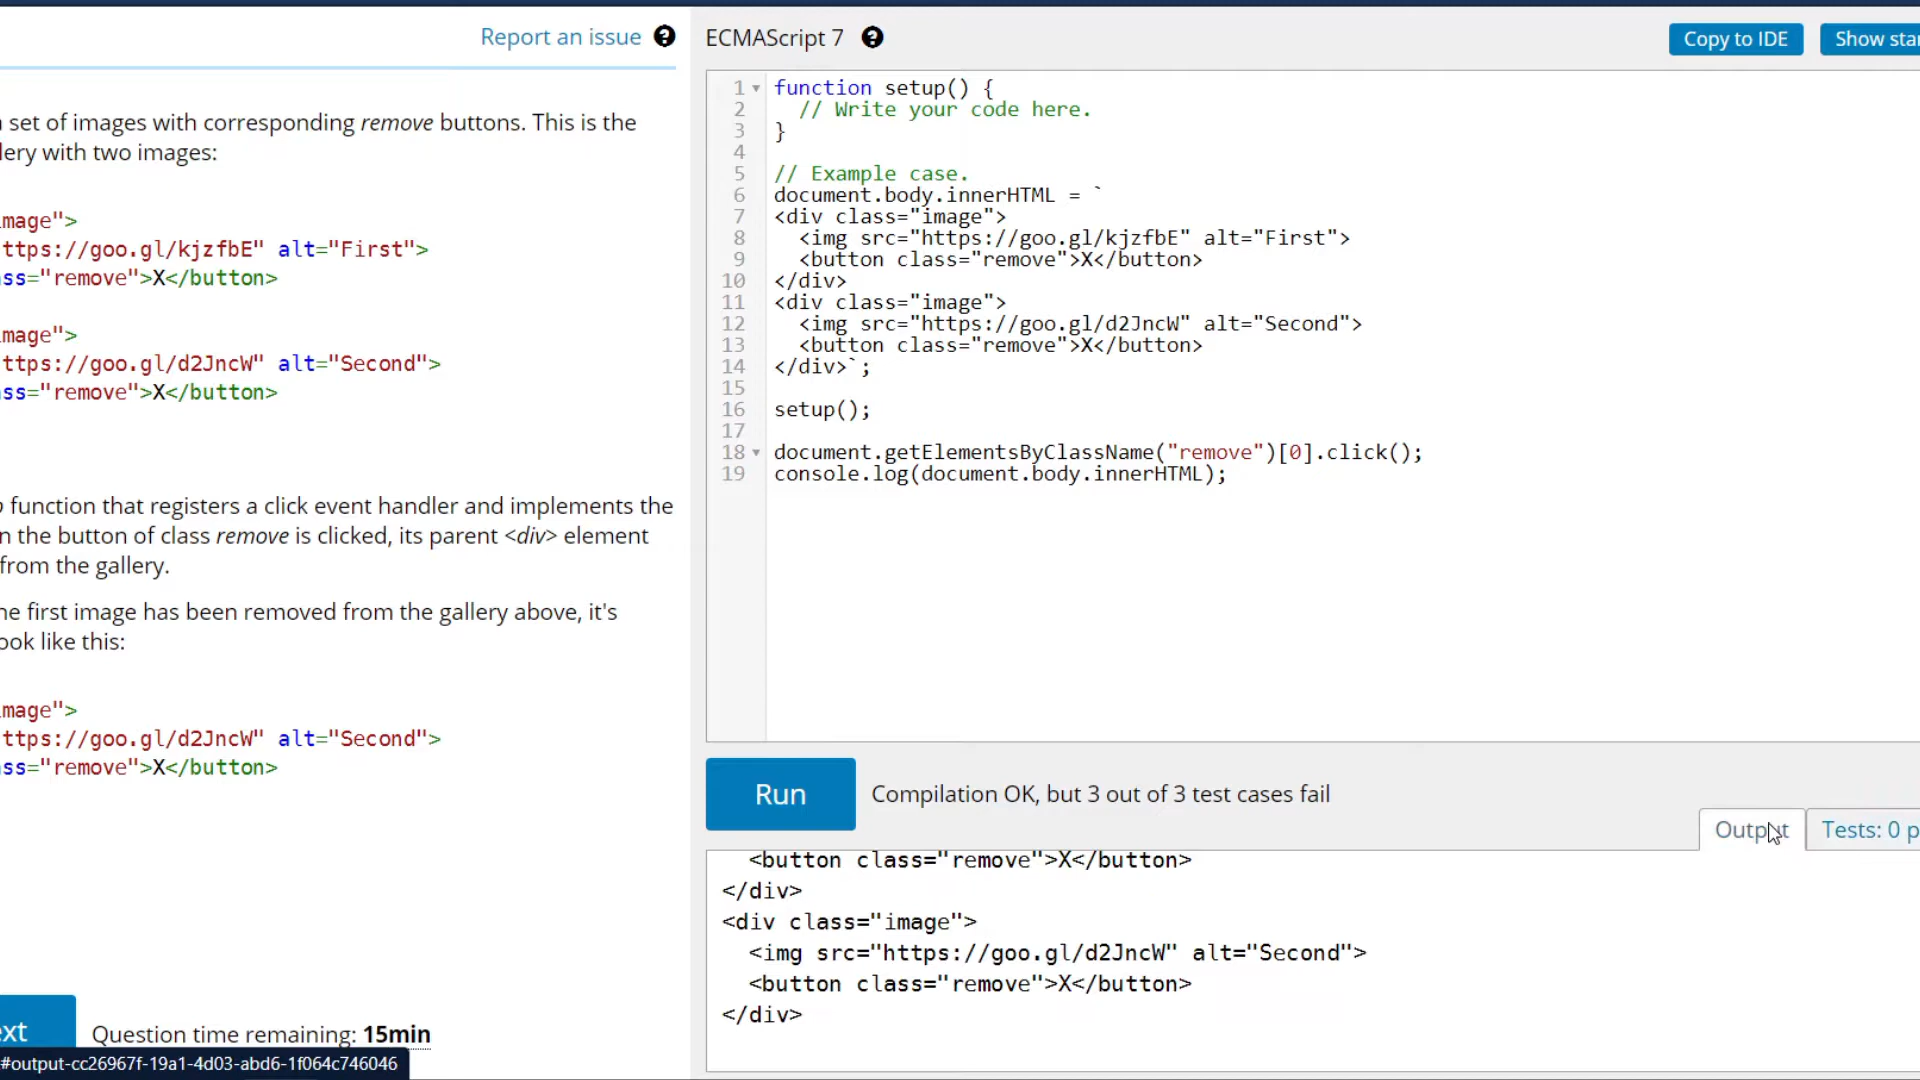 Report an issue ?
a set of images with corresponding remove buttons. This is the
lery with two images:
image">
ttps://goo.gl/kjzfbE" alt="First">
ss="remove">X</button>
image">
ttps://goo.gl/d2JncW" alt="Second">
ss="remove">X</button>
p function that registers a click event handler and implements the
n the button of class remove is clicked, its parent <div> element
from the gallery.
he first image has been removed from the gallery above, it's
ook like this:
image">
ttps://goo.gl/d2JncW" alt="Second">
ss="remove">X</button>
ext
Question time remaining: 15min
#output-cc26967f-19a1-4d03-abd6-1f064c746046
ECMAScript 7 ?
Copy to IDE
Show star
1 function setup() {
2 // Write your code here.
3 }
4
5 // Example case.
6 document.body.innerHTML = `
7 <div class="image">
8 <img src="https://goo.gl/kjzfbE" alt="First">
9 <button class="remove">X</button>
10 </div>
11 <div class="image">
12 <img src="https://goo.gl/d2JncW" alt="Second">
13 <button class="remove">X</button>
14 </div>`;
15
16 setup();
17
18 document.getElementsByClassName("remove")[0].click();
19 console.log(document.body.innerHTML);
Run
Compilation OK, but 3 out of 3 test cases fail
Output
Tests: 0 p
<button class="remove">X</button>
</div>
<div class="image">
<img src="https://goo.gl/d2JncW" alt="Second">
<button class="remove">X</button>
</div>